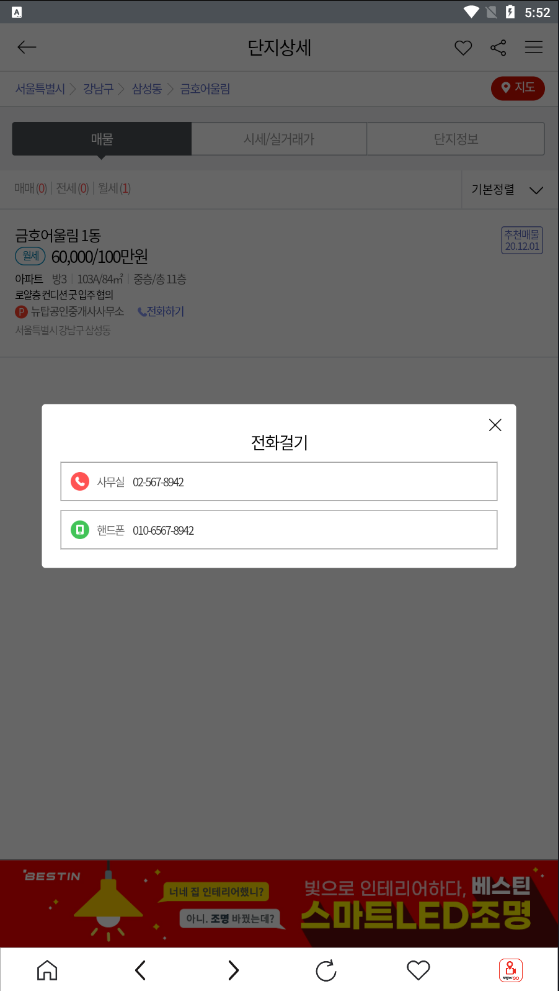 5:52
단지상세
서울특별시 > 강남구 > 삼성동 > 금호어울림
지도
매물 시세/실거래가 단지정보
매매(0) | 전세(0) | 월세(1) 기본정렬
금호어울림 1동
추천매물
20.12.01
월세 60,000/100만원
아파트 방3 | 103A/84㎡ | 중층/총 11층
로얄층 컨디션 굿 입주 협의
P 뉴탑공인중개사사무소 전화하기
서울특별시 강남구 삼성동
전화걸기
사무실 02-567-8942
핸드폰 010-6567-8942
BESTIN
너네 집 인테리어했니?
아니. 조명 바꿨는데?
빛으로 인테리어하다, 베스틴
스마트LED조명